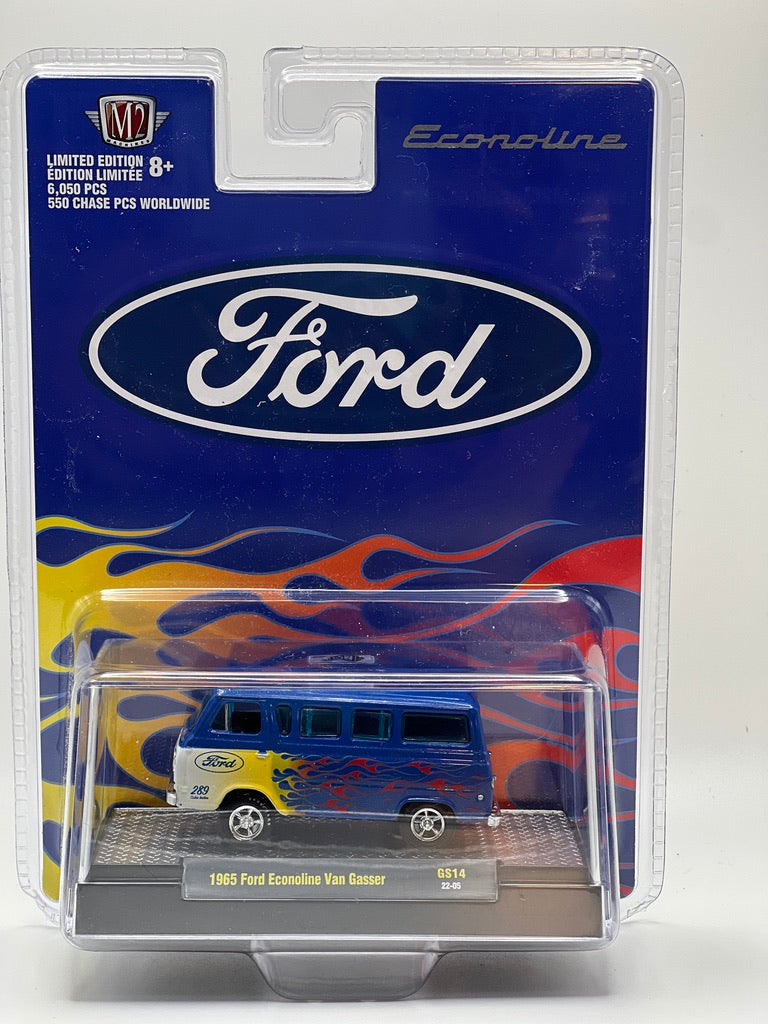 M2
MACHINES
Econoline
LIMITED EDITION
ÉDITION LIMITÉE
8+
6,050 PCS
550 CHASE PCS WORLDWIDE
Ford
Ford
289
1965 Ford Econoline Van Gasser
GS14
22-05